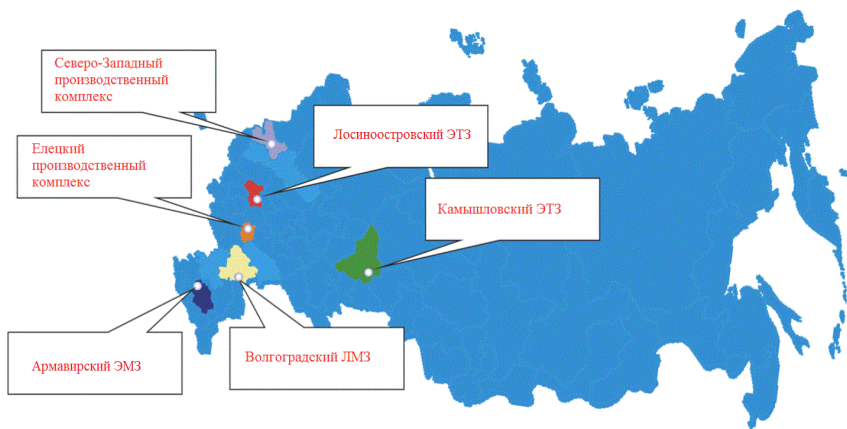 Северо-Западный
производственный
комплекс
Лосиноостровский ЭТЗ
Елецкий
производственный
комплекс
Камышловский ЭТЗ
Армавирский ЭМЗ
Волгоградский ЛМЗ